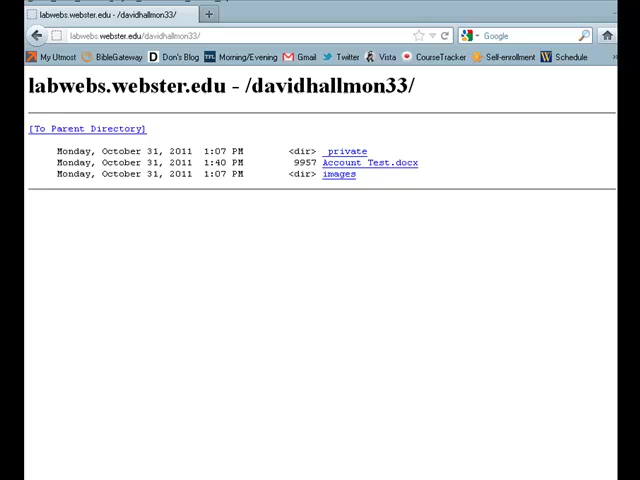 labwebs.webster.edu - /davidhallmon33/
labwebs.webster.edu/davidhallmon33/
Google
My Utmost BibleGateway Don's Blog Morning/Evening Gmail Twitter Vista CourseTracker Self-enrollment Schedule
labwebs.webster.edu - /davidhallmon33/
[To Parent Directory]
Monday, October 31, 2011 1:07 PM <dir> _private
Monday, October 31, 2011 1:40 PM 9957 Account Test.docx
Monday, October 31, 2011 1:07 PM <dir> images